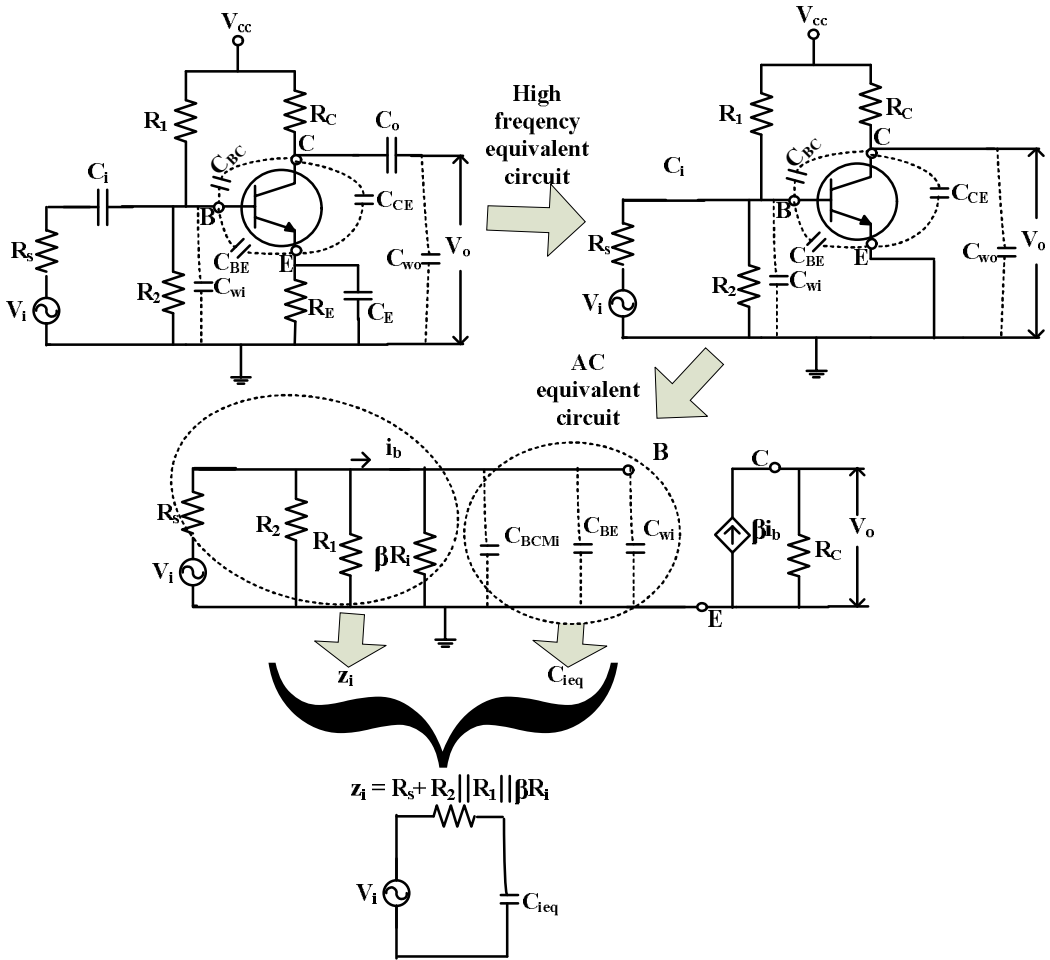 Vcc
R1
RC
Co
C
CBC
Ci
B
CCE
Rs
CBE
E
Cwo
Vo
R2
Cwi
Vi
RE
CE
High
freqency
equivalent
circuit
Vcc
R1
RC
C
CBC
Ci
B
CCE
Rs
CBE
E
Cwo
Vo
R2
Cwi
Vi
AC
equivalent
circuit
ib
B
C
Rs
R2
R1
βRi
CBCMi
CBE
Cwi
βib
RC
Vo
Vi
E
zi
Cieq
zi = Rs+ R2||R1||βRi
Vi
Cieq